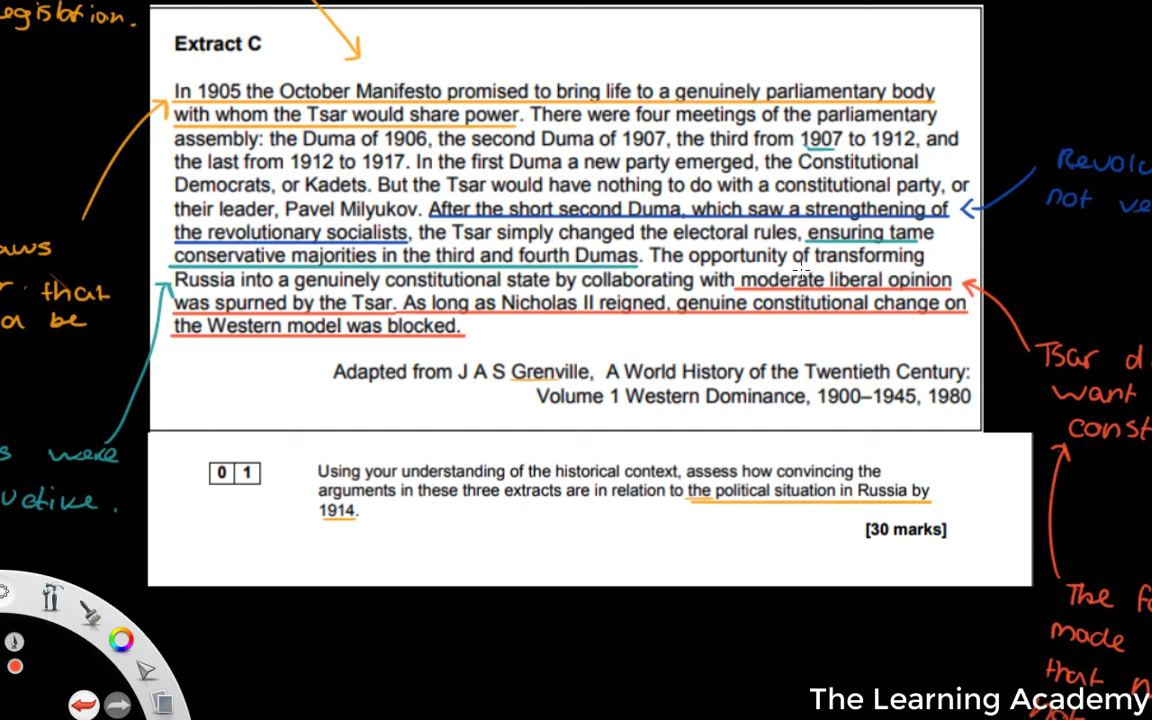 egislation.
Extract C
In 1905 the October Manifesto promised to bring life to a genuinely parliamentary body
with whom the Tsar would share power. There were four meetings of the parliamentary
assembly: the Duma of 1906, the second Duma of 1907, the third from 1907 to 1912, and
the last from 1912 to 1917. In the first Duma a new party emerged, the Constitutional
Democrats, or Kadets. But the Tsar would have nothing to do with a constitutional party, or
their leader, Pavel Milyukov. After the short second Duma, which saw a strengthening of
the revolutionary socialists, the Tsar simply changed the electoral rules, ensuring tame
conservative majorities in the third and fourth Dumas. The opportunity of transforming
Russia into a genuinely constitutional state by collaborating with moderate liberal opinion
was spurned by the Tsar. As long as Nicholas II reigned, genuine constitutional change on
the Western model was blocked.
Adapted from J A S Grenville, A World History of the Twentieth Century:
Volume 1 Western Dominance, 1900–1945, 1980
Revolu
not ve
aws
r that
a be
Tsar d
want
const
s were
uctive.
0 1
Using your understanding of the historical context, assess how convincing the
arguments in these three extracts are in relation to the political situation in Russia by
1914.
[30 marks]
The fo
made
that n
not
The Learning Academy